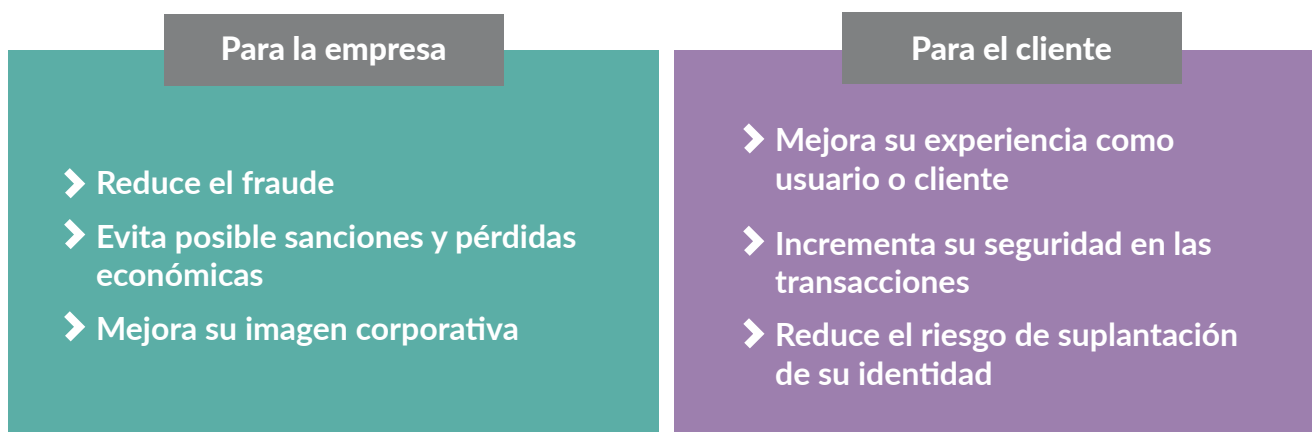 Para la empresa
Reduce el fraude
Evita posible sanciones y pérdidas
económicas
Mejora su imagen corporativa
Para el cliente
Mejora su experiencia como
usuario o cliente
Incrementa su seguridad en las
transacciones
Reduce el riesgo de suplantación
de su identidad